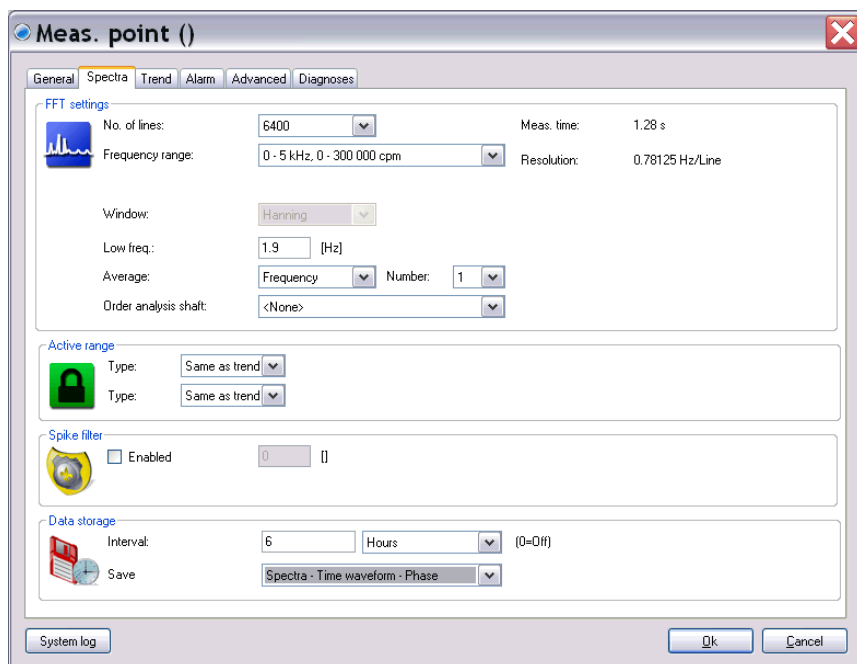 Meas. point ()
General Spectra Trend Alarm Advanced Diagnoses
FFT settings
No. of lines: 6400 Meas. time: 1.28 s
Frequency range: 0 - 5 kHz, 0 - 300 000 cpm Resolution: 0.78125 Hz/Line
Window: Hanning
Low freq.: 1.9 [Hz]
Average: Frequency Number: 1
Order analysis shaft: <None>
Active range
Type: Same as trend
Type: Same as trend
Spike filter
Enabled 0 []
Data storage
Interval: 6 Hours (0=Off)
Save Spectra - Time waveform - Phase
System log Ok Cancel